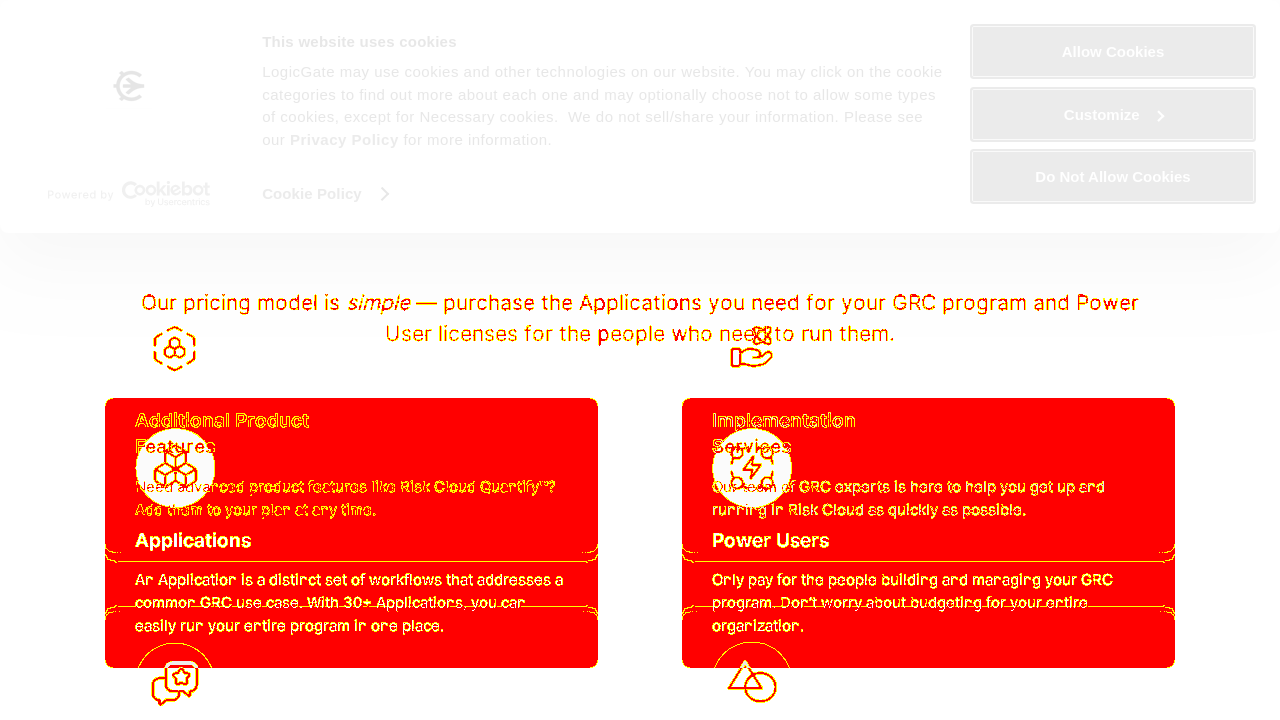 This website uses cookies
LogicGate may use cookies and other technologies on our website. You may click on the cookie
categories to find out more about each one and may optionally choose not to allow some types
of cookies, except for Necessary cookies.  We do not sell/share your information. Please see
our Privacy Policy for more information.
Cookie Policy
Powered by Cookiebot
by Usercentrics
Allow Cookies
Customize
Do Not Allow Cookies
Our pricing model is simple — purchase the Applications you need for your GRC program and Power
User licenses for the people who need to run them.
Additional Product
Features
Need advanced product features like Risk Cloud Quantify™?
Add them to your plan at any time.
Applications
An Application is a distinct set of workflows that addresses a
common GRC use case. With 30+ Applications, you can
easily run your entire program in one place.
Implementation
Services
Our team of GRC experts is here to help you get up and
running in Risk Cloud as quickly as possible.
Power Users
Only pay for the people building and managing your GRC
program. Don't worry about budgeting for your entire
organization.